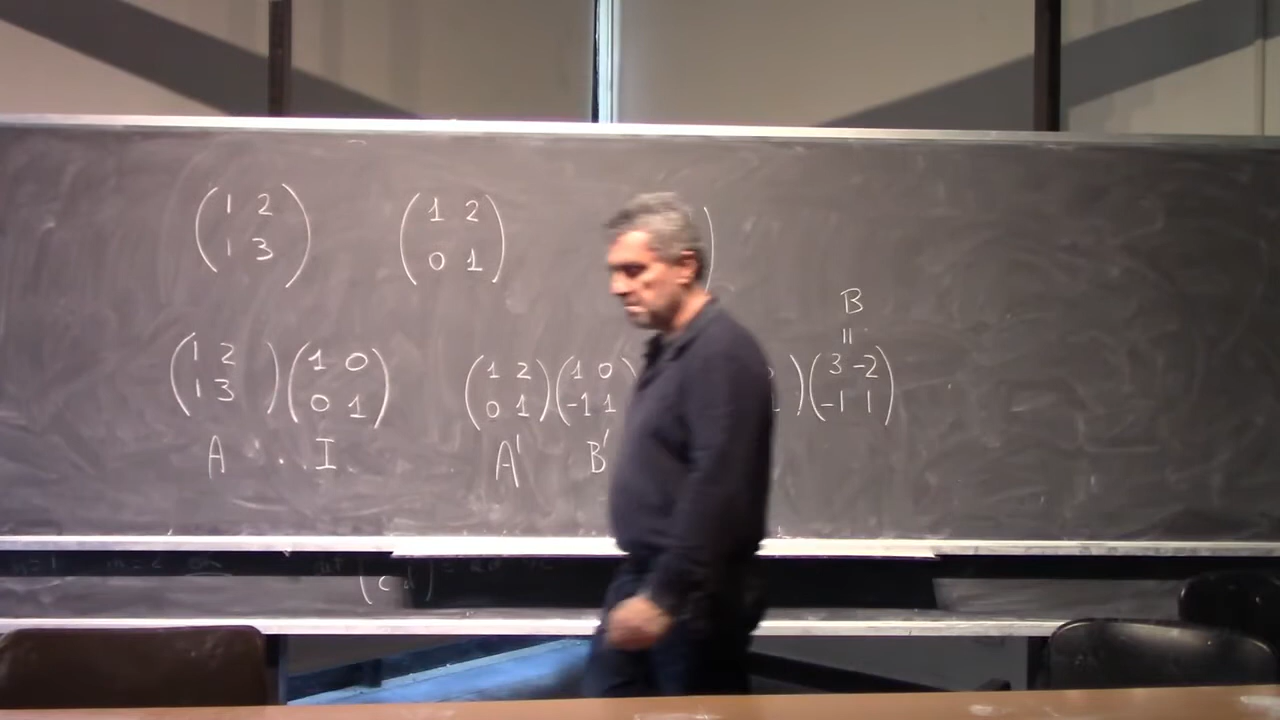 ( 1 2 ) ( 1 2 ) )
( 1 3 ) ( 0 1 )
B
=
( 1 2 ) ( 1 0 ) ( 1 2 ) ( 1 0 ) ( 3 -2 )
( 1 3 ) ( 0 1 ) ( 0 1 ) ( -1 1 ) ( -1 1 )
A . . I A' B'